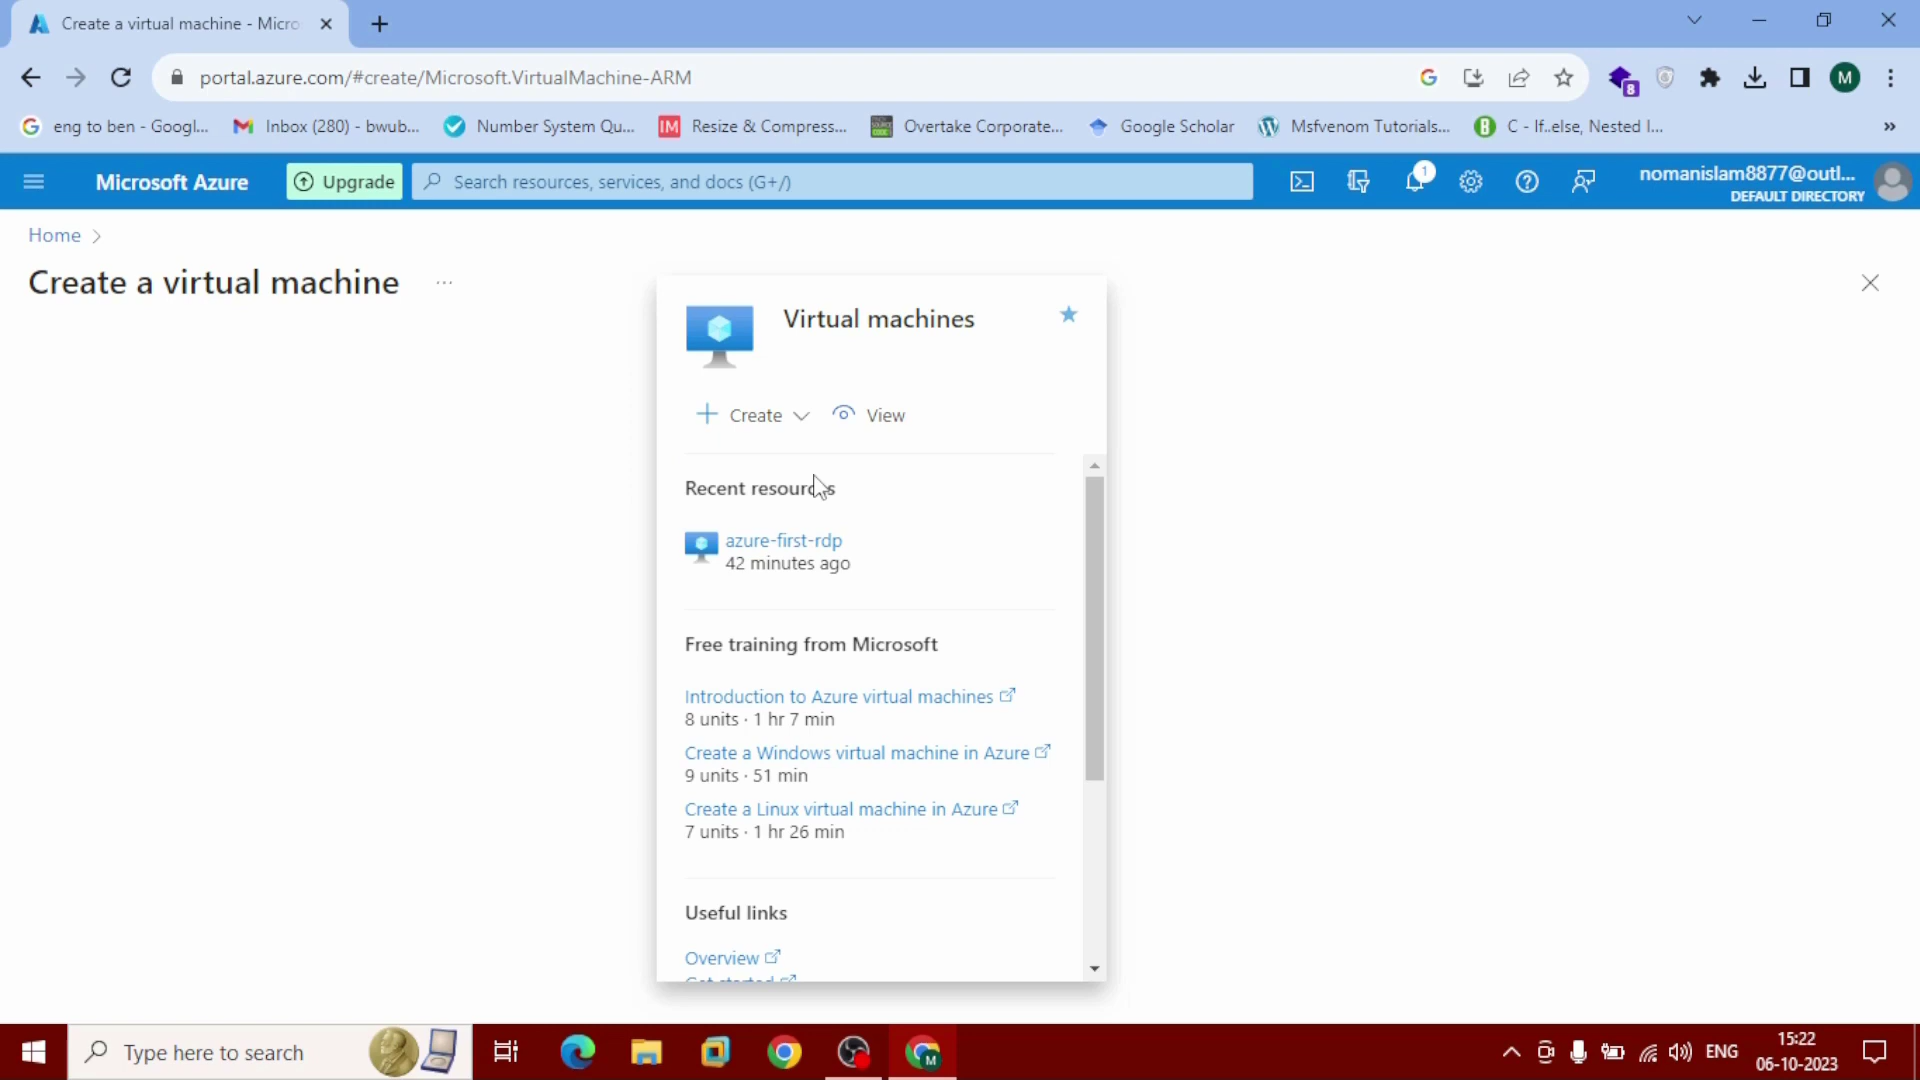 Create a virtual machine - Micro
portal.azure.com/#create/Microsoft.VirtualMachine-ARM
8
M
eng to ben - Googl...
Inbox (280) - bwub...
Number System Qu...
IM
Resize & Compress...
Overtake Corporate...
Google Scholar
Msfvenom Tutorials...
C - If..else, Nested I...
Microsoft Azure
Upgrade
Search resources, services, and docs (G+/)
1
nomanislam8877@outl...
DEFAULT DIRECTORY
Home
Create a virtual machine
Virtual machines
Create
View
Recent resources
azure-first-rdp
42 minutes ago
Free training from Microsoft
Introduction to Azure virtual machines
8 units · 1 hr 7 min
Create a Windows virtual machine in Azure
9 units · 51 min
Create a Linux virtual machine in Azure
7 units · 1 hr 26 min
Useful links
Overview
Get started
Type here to search
M
ENG
15:22
06-10-2023